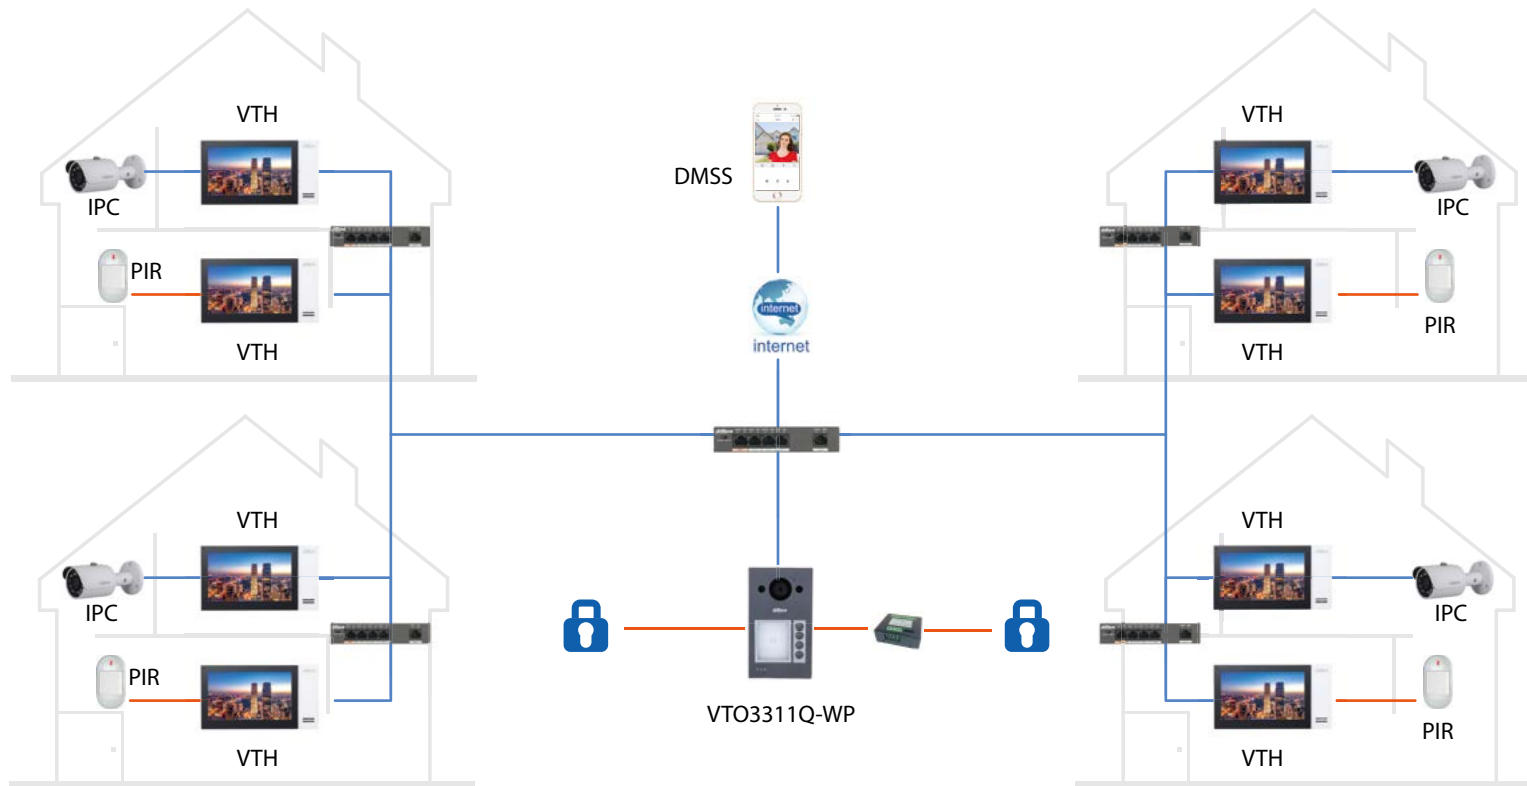 VTH
IPC
PIR
VTH
DMSS
internet
internet
VTH
IPC
PIR
VTH
VTH
IPC
PIR
VTH
VTO3311Q-WP
VTH
IPC
PIR
VTH